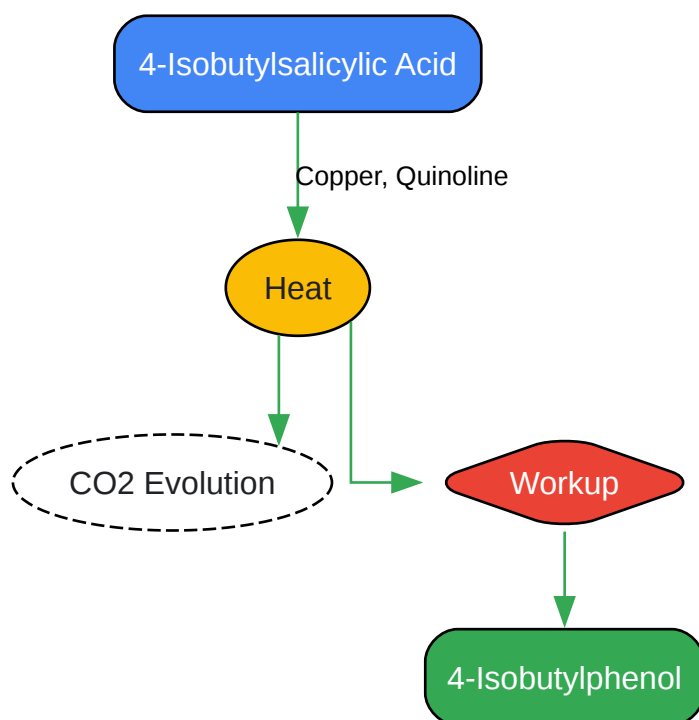 4-Isobutylsalicylic Acid
Copper, Quinoline
Heat
CO2 Evolution
Workup
4-Isobutylphenol